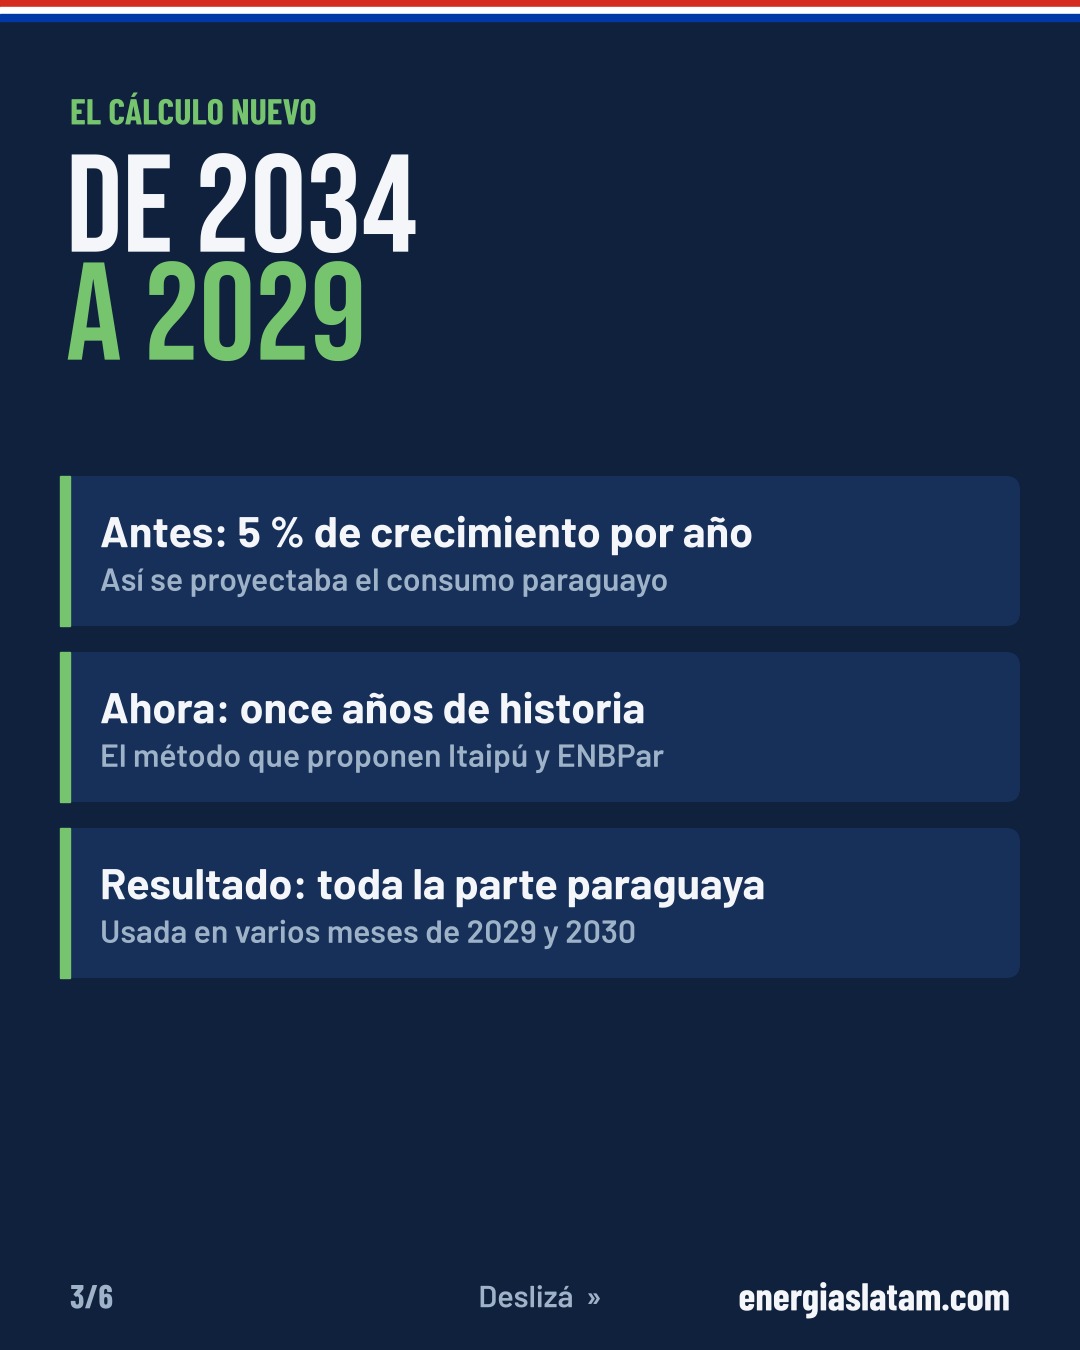 EL CÁLCULO NUEVO
DE 2034
A 2029
Antes: 5 % de crecimiento por año
Así se proyectaba el consumo paraguayo
Ahora: once años de historia
El método que proponen Itaipú y ENBPar
Resultado: toda la parte paraguaya
Usada en varios meses de 2029 y 2030
3/6
Deslizá »
energiaslatam.com